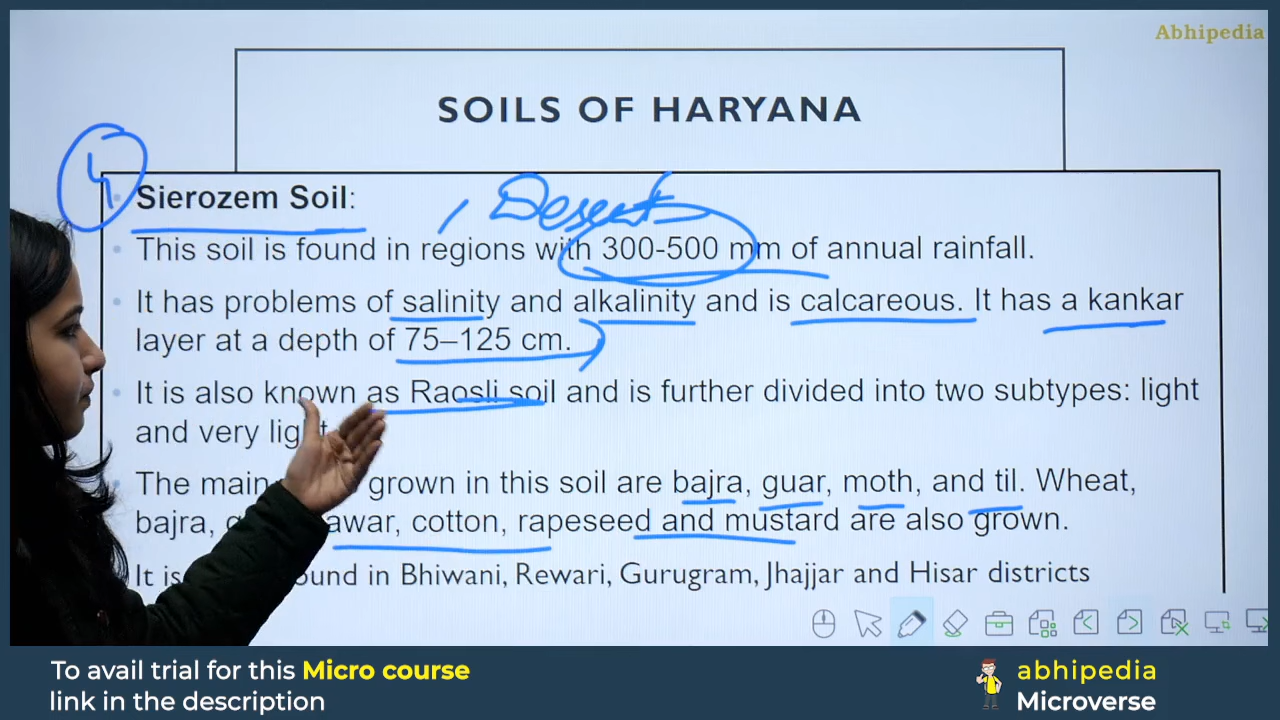 Abhipedia
SOILS OF HARYANA
4
Sierozem Soil:
, Desert
This soil is found in regions with 300-500 mm of annual rainfall.
It has problems of salinity and alkalinity and is calcareous. It has a kankar
layer at a depth of 75–125 cm.
It is also known as Raosli soil and is further divided into two subtypes: light
and very light
The main grown in this soil are bajra, guar, moth, and til. Wheat,
bajra, cotton, rapeseed and mustard are also grown.
It is found in Bhiwani, Rewari, Gurugram, Jhajjar and Hisar districts
To avail trial for this Micro course
link in the description
abhipedia
Microverse